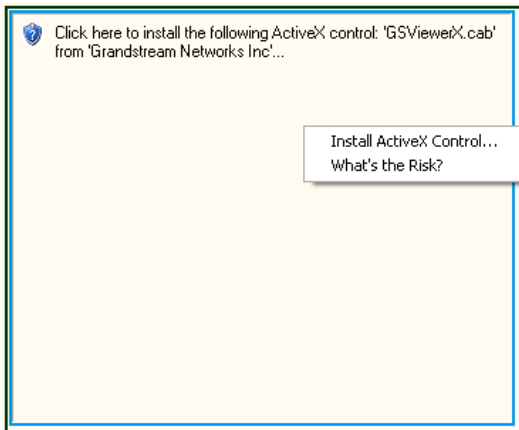 Click here to install the following ActiveX control: 'GSViewerX.cab'
from 'Grandstream Networks Inc'...
Install ActiveX Control...
What's the Risk?